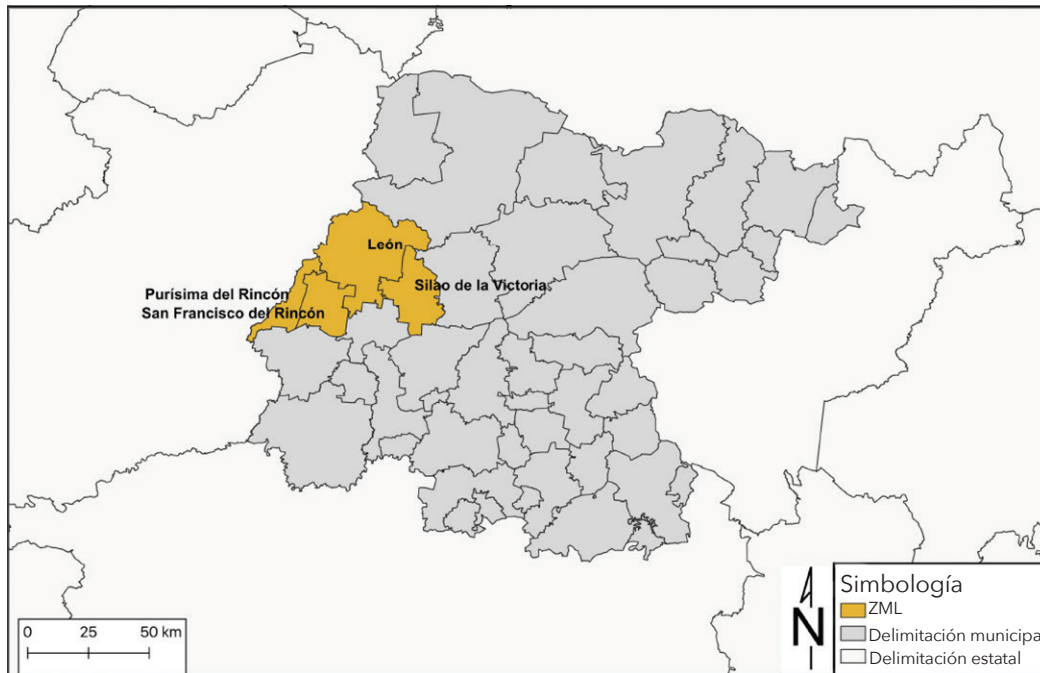 León
Silao de la Victoria
Purísima del Rincón
San Francisco del Rincón
0 25 50 km
N
Simbología
ZML
Delimitación municipa
Delimitación estatal